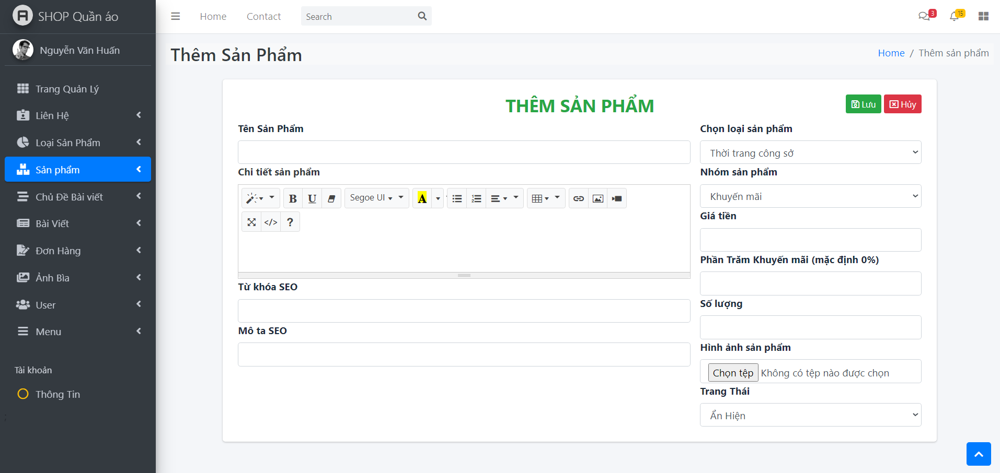 SHOP Quần áo
Home
Contact
Search
3
15
Nguyễn Văn Huấn
Thêm Sản Phẩm
Home / Thêm sản phẩm
Trang Quản Lý
Liên Hệ
Loại Sản Phẩm
Sản phẩm
Chủ Đề Bài viết
Bài Viết
Đơn Hàng
Ảnh Bìa
User
Menu
Tài khoản
Thông Tin
;
THÊM SẢN PHẨM
Lưu
Hủy
Tên Sản Phẩm
Chi tiết sản phẩm
B U Segoe UI A
</> ?
Từ khóa SEO
Mô ta SEO
Chọn loại sản phẩm
Thời trang công sở
Nhóm sản phẩm
Khuyến mãi
Giá tiền
Phần Trăm Khuyến mãi (mặc định 0%)
Số lượng
Hình ảnh sản phẩm
Chọn tệp Không có tệp nào được chọn
Trang Thái
Ẩn Hiện